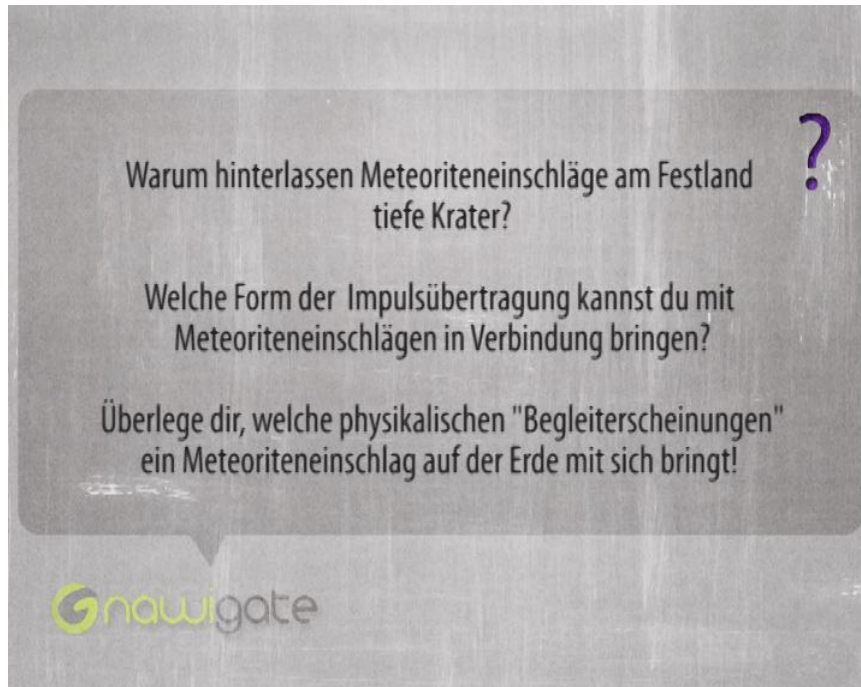 ?
Warum hinterlassen Meteoriteneinschläge am Festland
tiefe Krater?
Welche Form der Impulsübertragung kannst du mit
Meteoriteneinschlägen in Verbindung bringen?
Überlege dir, welche physikalischen "Begleiterscheinungen"
ein Meteoriteneinschlag auf der Erde mit sich bringt!
nawigate